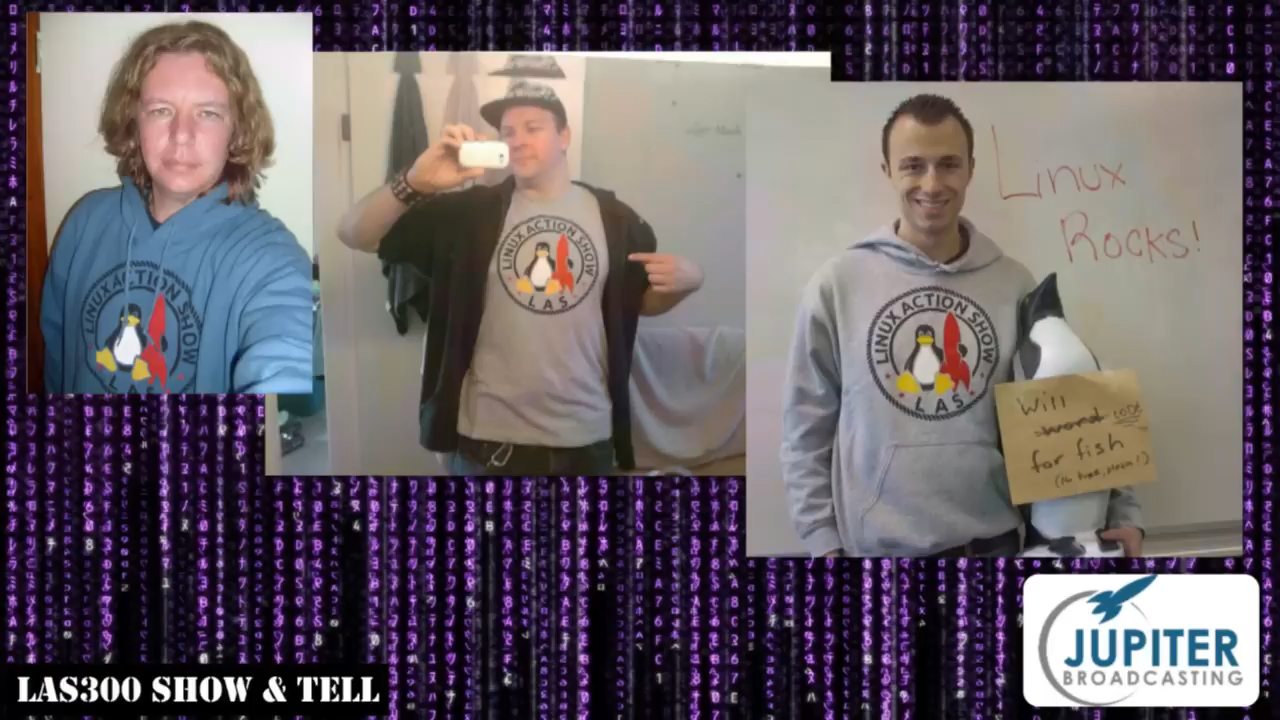 LINUX ACTION SHOW
LAS
LINUX ACTION SHOW
LAS
Linux
Rocks!
LINUX ACTION SHOW
LAS
Will
CODE
for fish
JUPITER
BROADCASTING
LAS300 SHOW & TELL